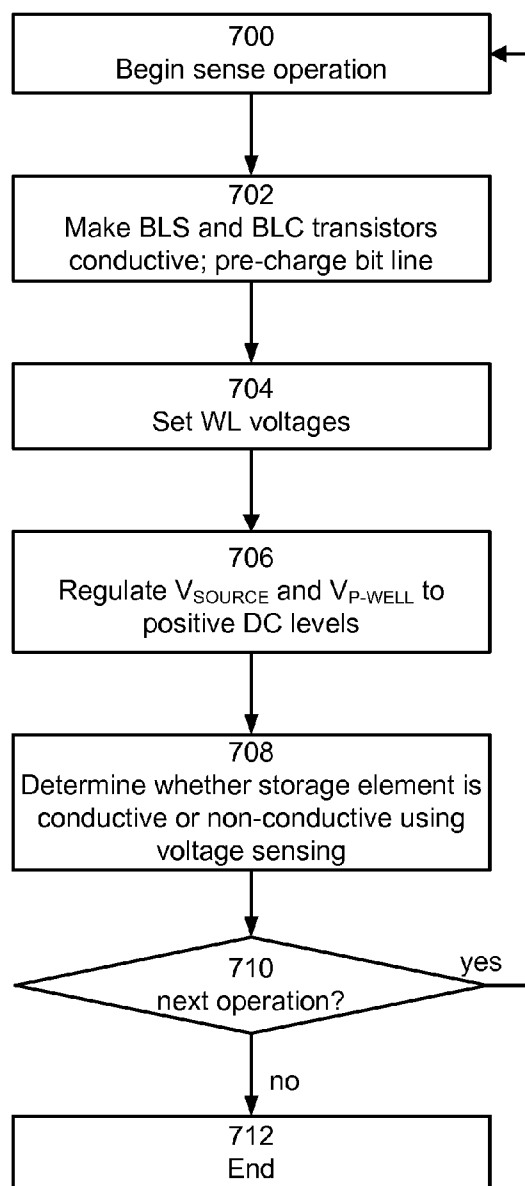 700
Begin sense operation
702
Make BLS and BLC transistors
conductive; pre-charge bit line
704
Set WL voltages
706
Regulate VSOURCE and VP-WELL to
positive DC levels
708
Determine whether storage element is
conductive or non-conductive using
voltage sensing
710
next operation?
yes
no
712
End